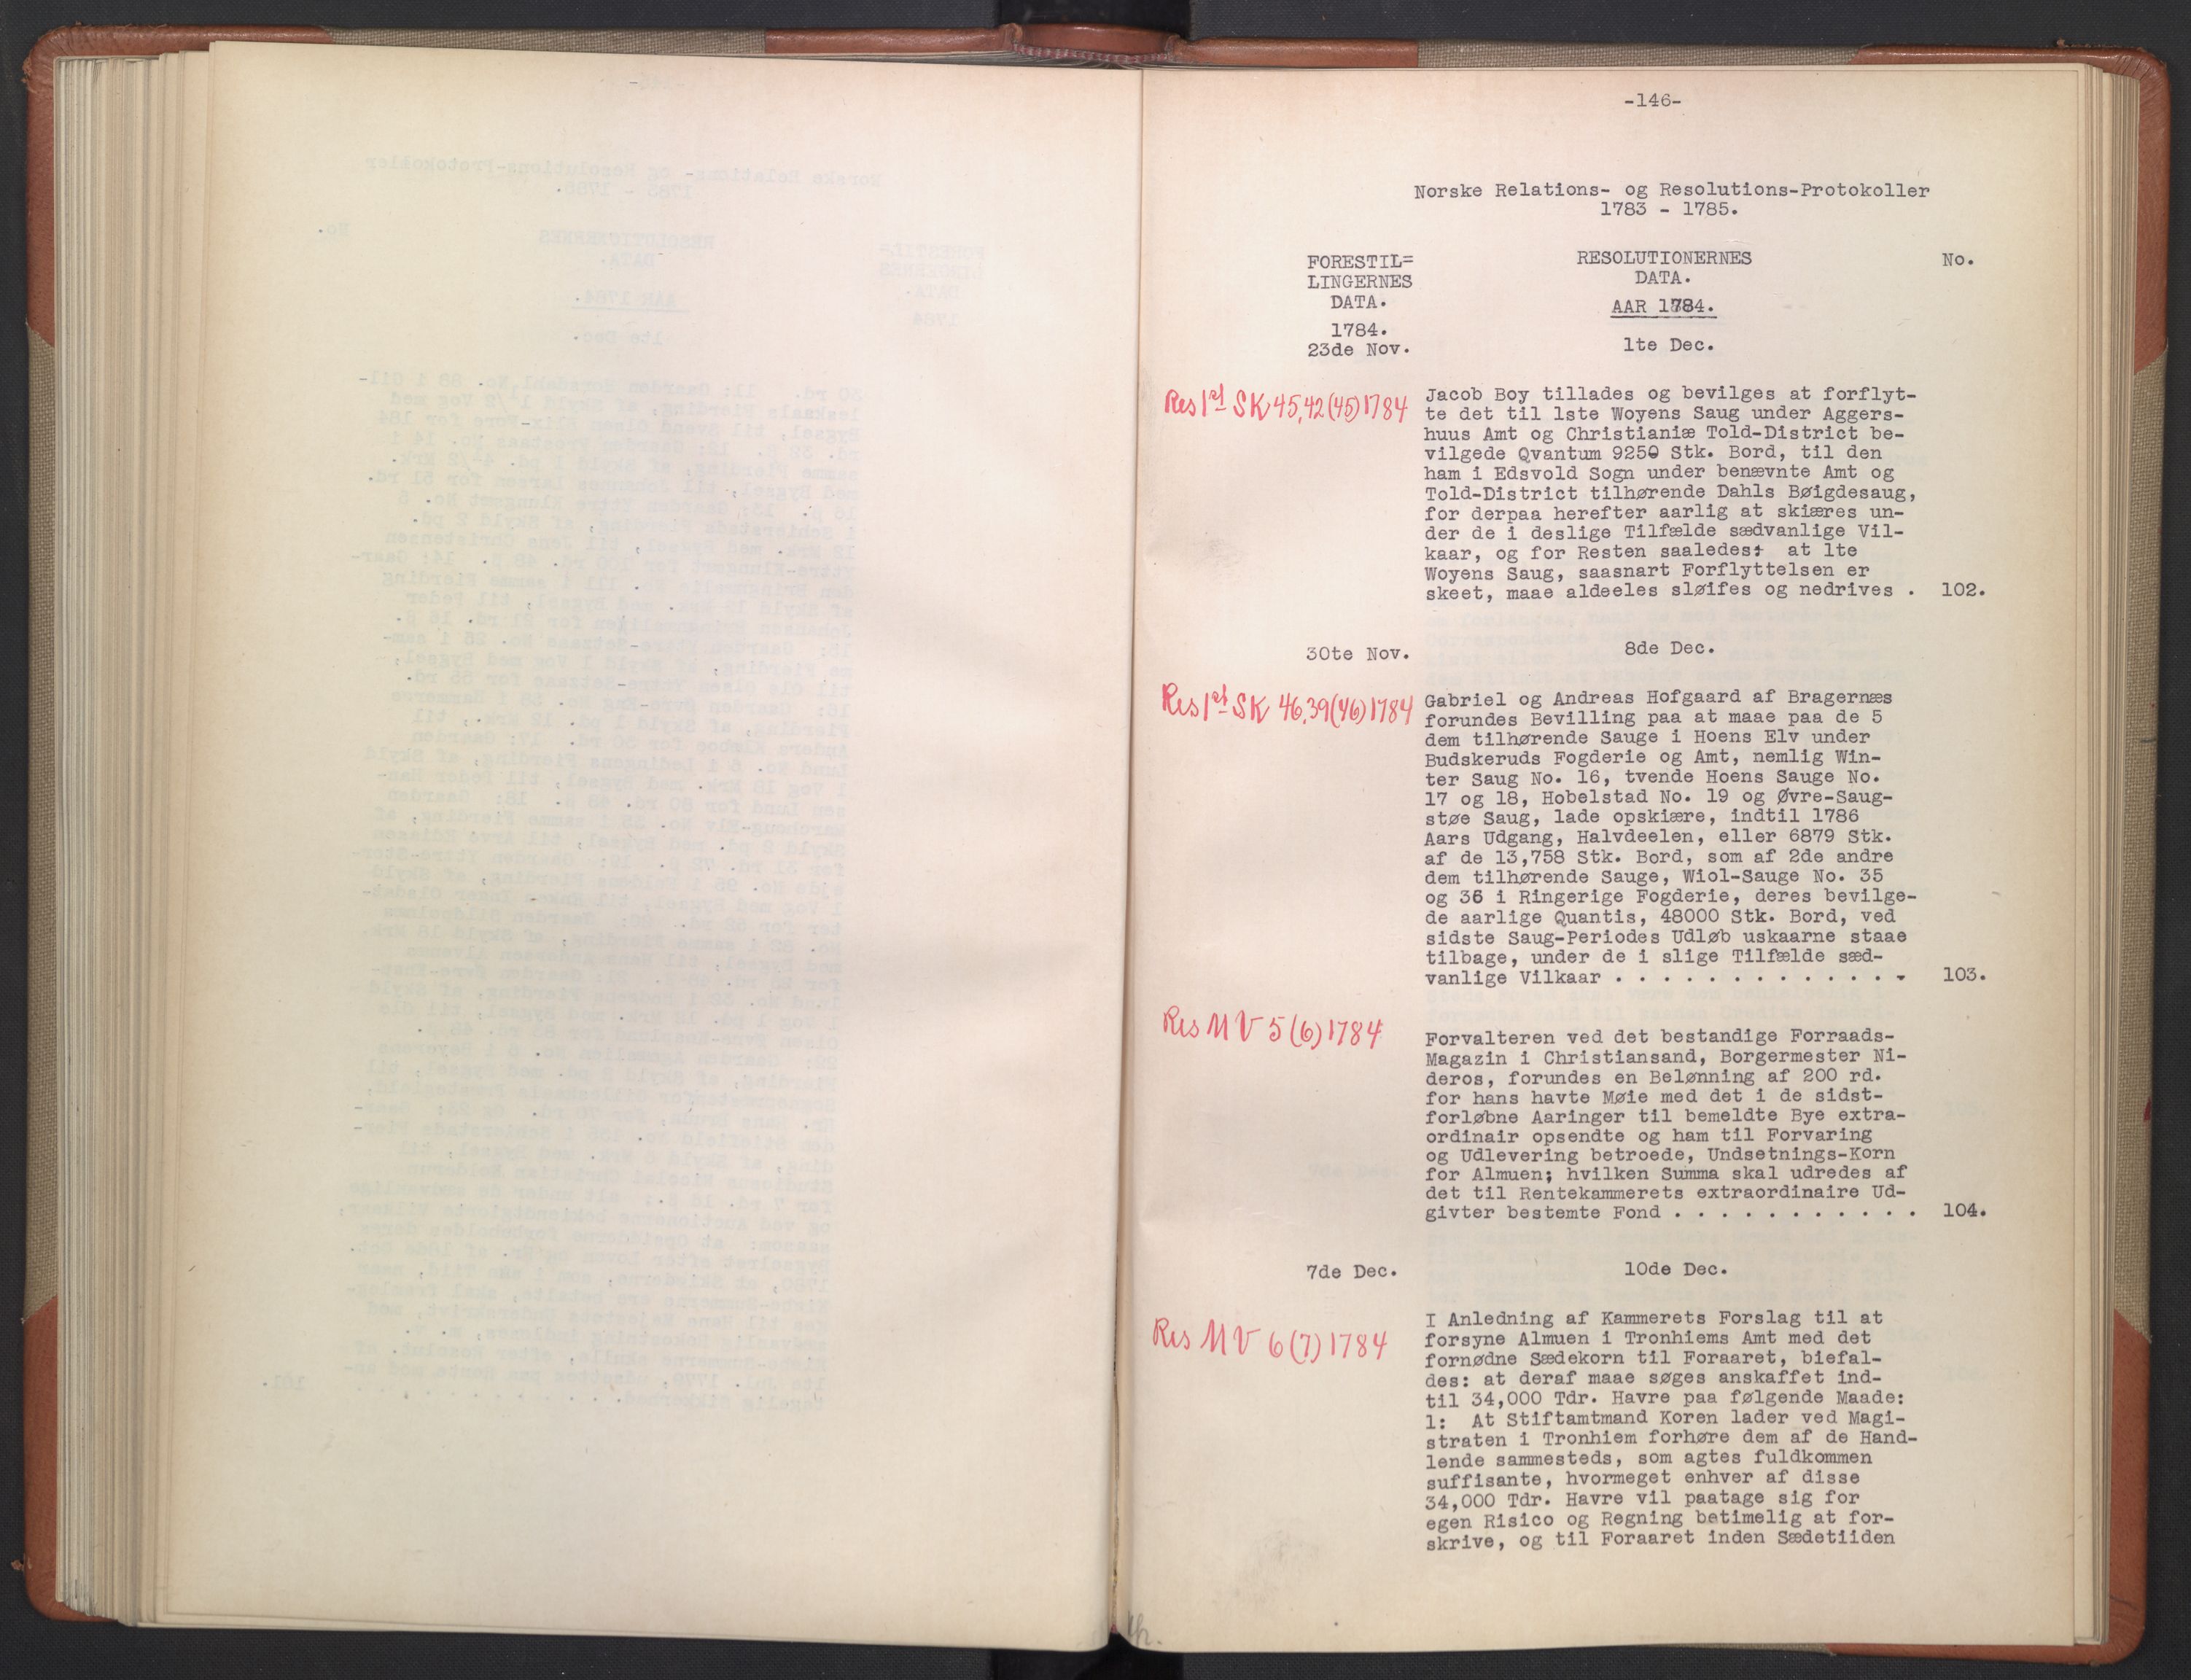 -146-
Norske Relations- og Resolutions-Protokoller
1783 - 1785.
FORESTIL=
LINGERNES
DATA.
1784.
23de Nov.
RESOLUTIONERNES
DATA.
AAR 1784.
1te Dec.
No.
Res 1st SK 45,42(45)1784
Jacob Boy tillades og bevilges at forflyt-
te det til 1ste Woyens Saug under Aggers-
huus Amt og Christianiæ Told-District be-
vilgede Qvantum 9250 Stk. Bord, til den
ham i Edsvold Sogn under benævnte Amt og
Told-District tilhørende Dahls Bøigdesaug,
for derpaa herefter aarlig at skiæres un-
der de i deslige Tilfælde sædvanlige Vil-
kaar, og for Resten saaledes: at 1te
Woyens Saug, saasnart Forflyttelsen er
skeet, maae aldeeles sløifes og nedrives . 102.
30te Nov.
8de Dec.
Res 1st SK 46,39(46)1784
Gabriel og Andreas Hofgaard af Bragernæs
forundes Bevilling paa at maae paa de 5
dem tilhørende Sauge i Hoens Elv under
Budskeruds Fogderie og Amt, nemlig Win-
ter Saug No. 16, tvende Hoens Sauge No.
17 og 18, Hobelstad No. 19 og Øvre-Saug-
støe Saug, lade opskiære, indtil 1786
Aars Udgang, Halvdeelen, eller 6879 Stk.
af de 13,758 Stk. Bord, som af 2de andre
dem tilhørende Sauge, Wiol-Sauge No. 35
og 36 i Ringerige Fogderie, deres bevilge-
de aarlige Quantis, 48000 Stk. Bord, ved
sidste Saug-Periodes Udløb uskaarne staae
tilbage, under de i slige Tilfælde sæd-
vanlige Vilkaar . . . . . . . . . . . . . 103.
Res M V 5(6)1784
Forvalteren ved det bestandige Forraads-
Magazin i Christiansand, Borgermester Ni-
deros, forundes en Belønning af 200 rd.
for hans havte Møie med det i de sidst-
forløbne Aaringer til bemeldte Bye extra-
ordinair opsendte og ham til Forvaring
og Udlevering betroede, Undsetnings-Korn
for Almuen; hvilken Summa skal udredes af
det til Rentekammerets extraordinaire Ud-
givter bestemte Fond . . . . . . . . . . . 104.
7de Dec.
10de Dec.
Res M V 6(7)1784
I Anledning af Kammerets Forslag til at
forsyne Almuen i Tronhiems Amt med det
fornødne Sædekorn til Foraaret, biefal-
des: at deraf maae søges anskaffet ind-
til 34,000 Tdr. Havre paa følgende Maade:
1: At Stiftamtmand Koren lader ved Magi-
straten i Tronhiem forhøre dem af de Hand-
lende sammesteds, som agtes fuldkommen
suffisante, hvormeget enhver af disse
34,000 Tdr. Havre vil paatage sig for
egen Risico og Regning betimelig at for-
skrive, og til Foraaret inden Sædetiiden